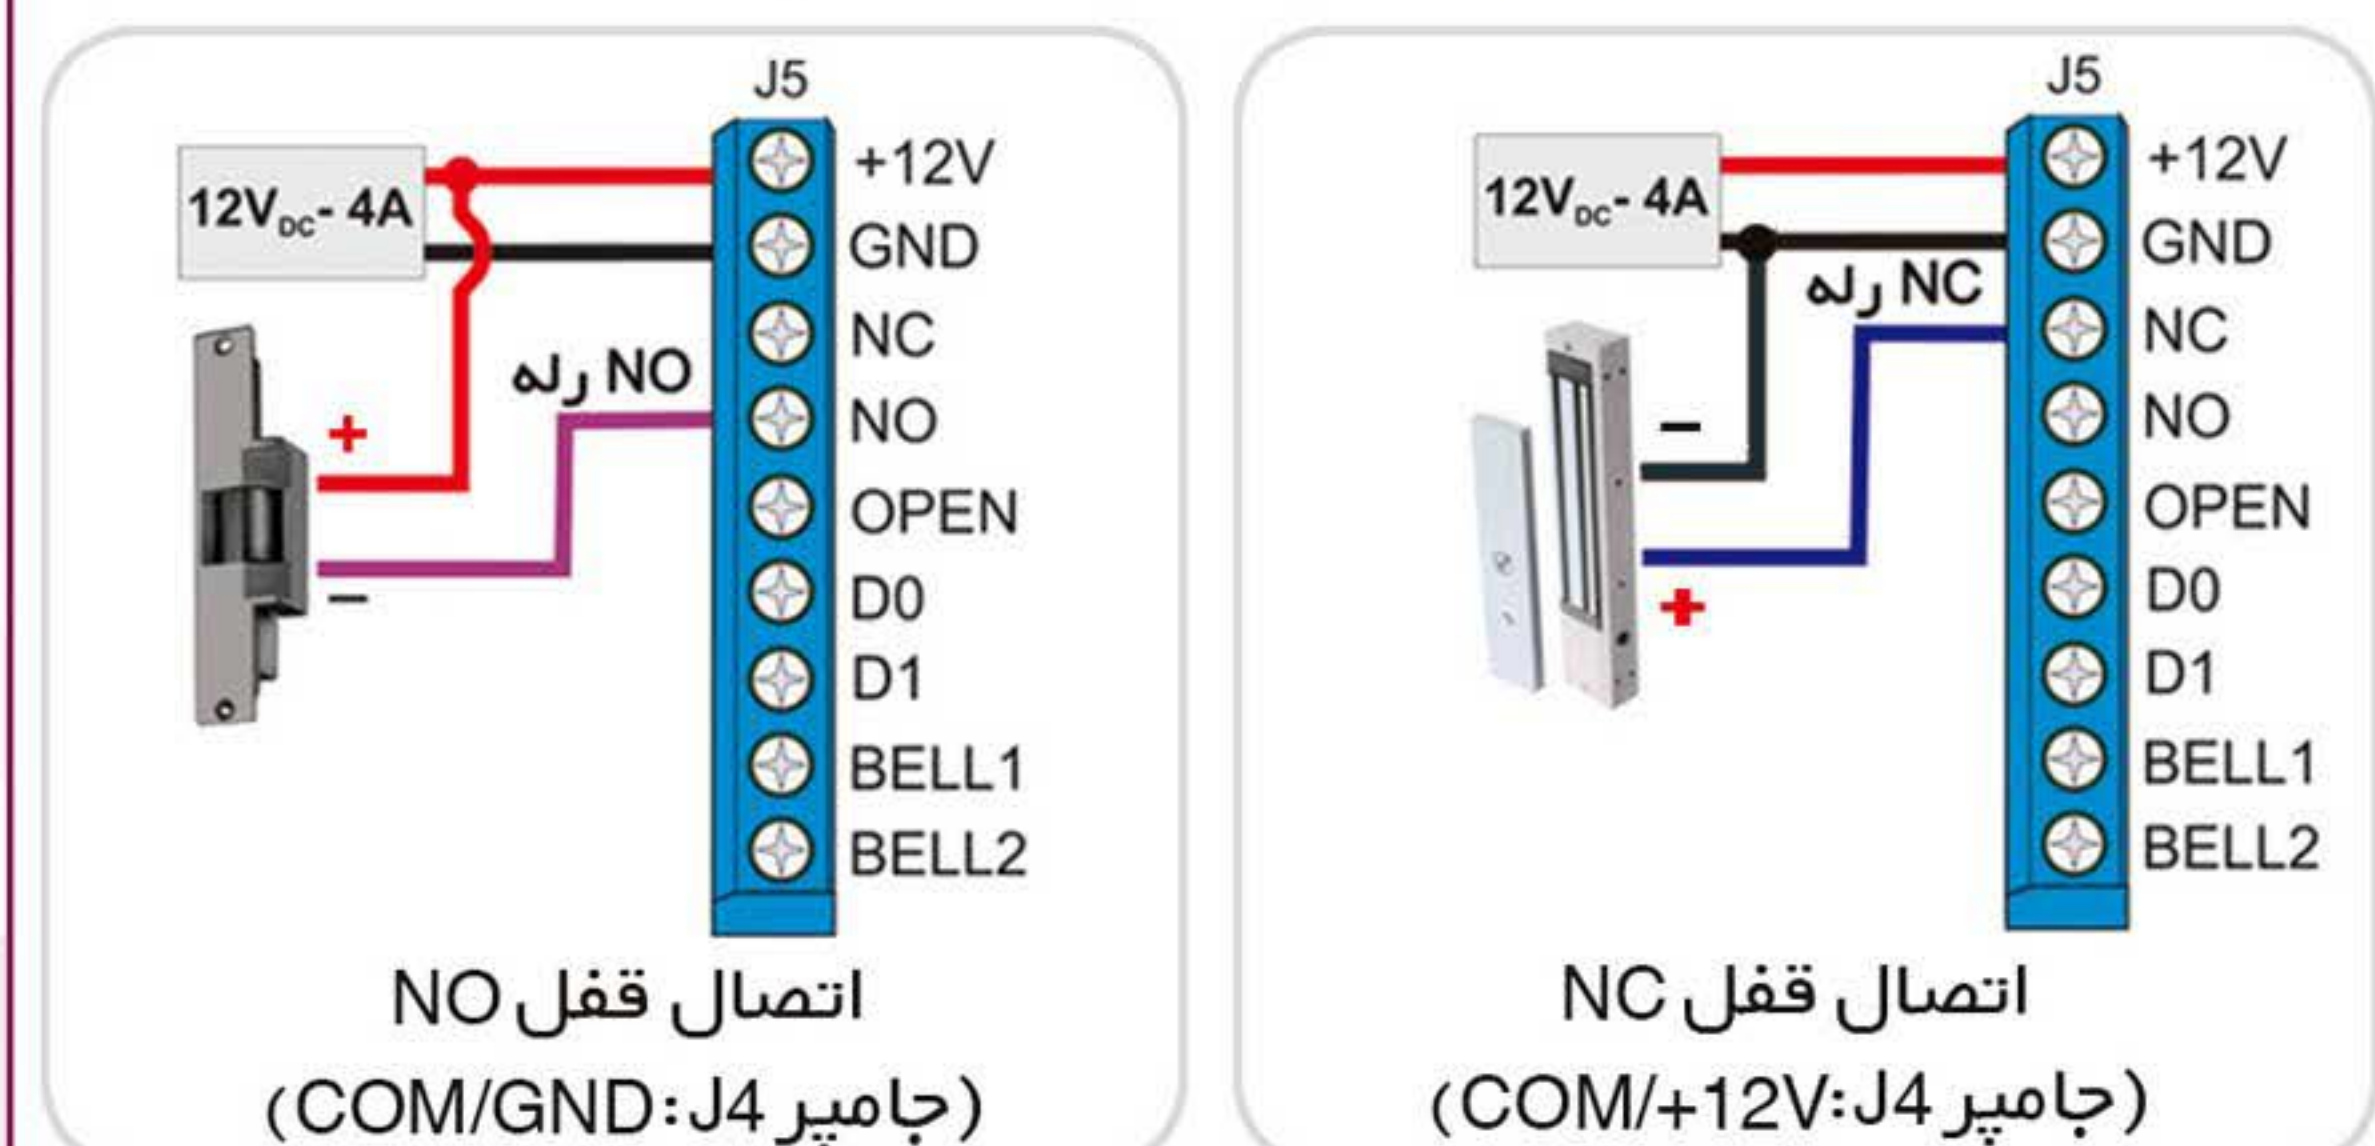 J5
12VDC- 4A
+12V
GND
NC
رله NO
NO
+
OPEN
–
D0
D1
BELL1
BELL2
اتصال قفل NO
(جامپر J4:COM/GND)
J5
12VDC- 4A
+12V
GND
رله NC
NC
–
NO
OPEN
+
D0
D1
BELL1
BELL2
اتصال قفل NC
(جامپر J4:COM/+12V)